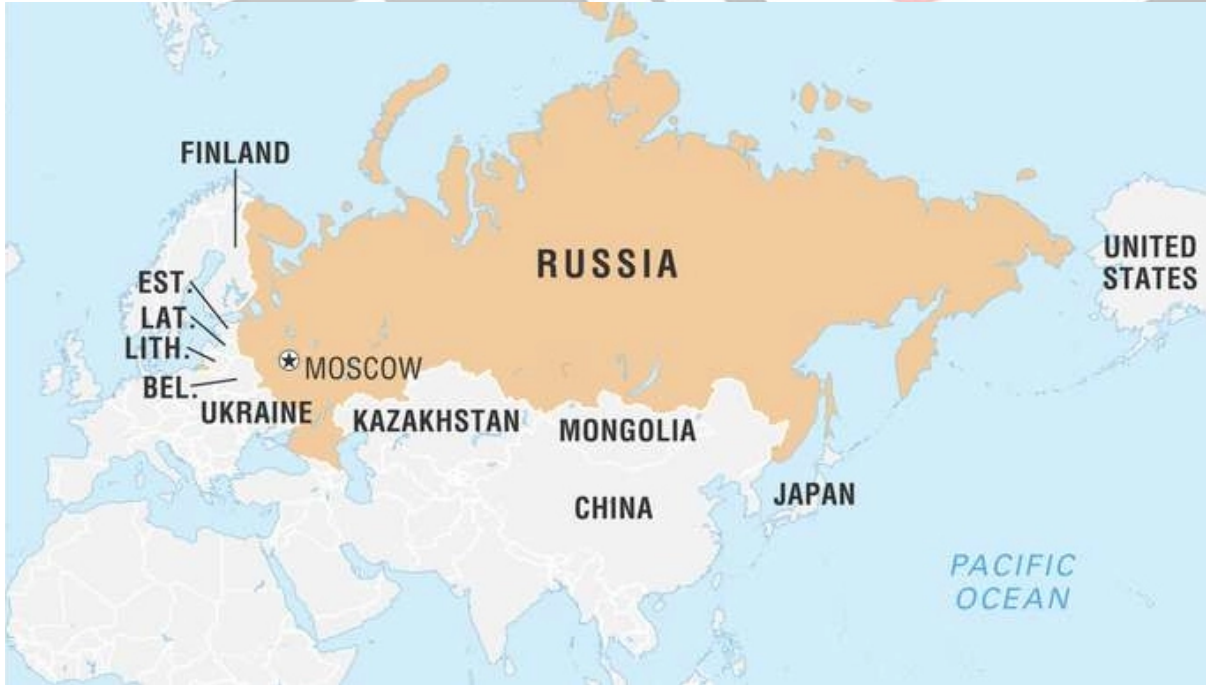 FINLAND
RUSSIA
UNITED
STATES
EST.
LAT.
LITH.
BEL.
MOSCOW
UKRAINE
KAZAKHSTAN
MONGOLIA
CHINA
JAPAN
PACIFIC
OCEAN